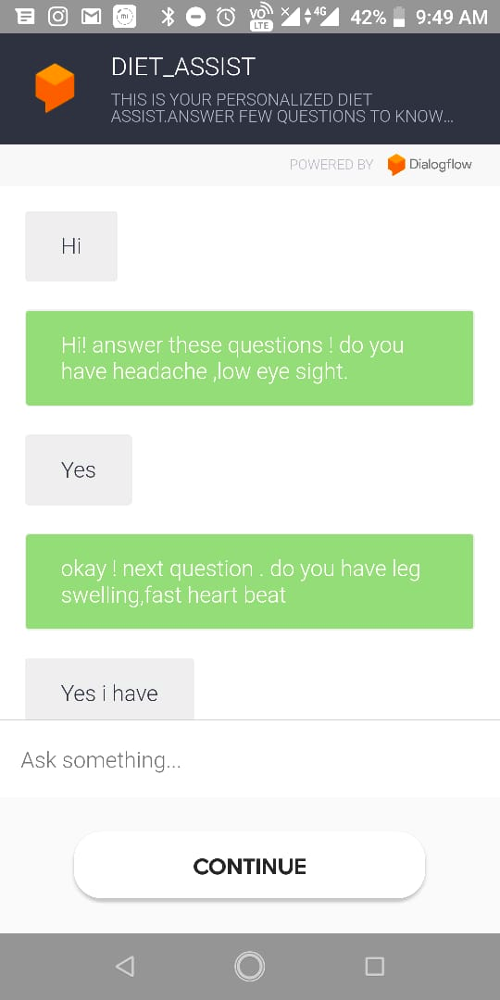 VO LTE 4G 42% 9:49 AM
DIET_ASSIST
THIS IS YOUR PERSONALIZED DIET
ASSIST.ANSWER FEW QUESTIONS TO KNOW...
POWERED BY Dialogflow
Hi
Hi! answer these questions ! do you
have headache ,low eye sight.
Yes
okay ! next question . do you have leg
swelling,fast heart beat
Yes i have
Ask something...
CONTINUE